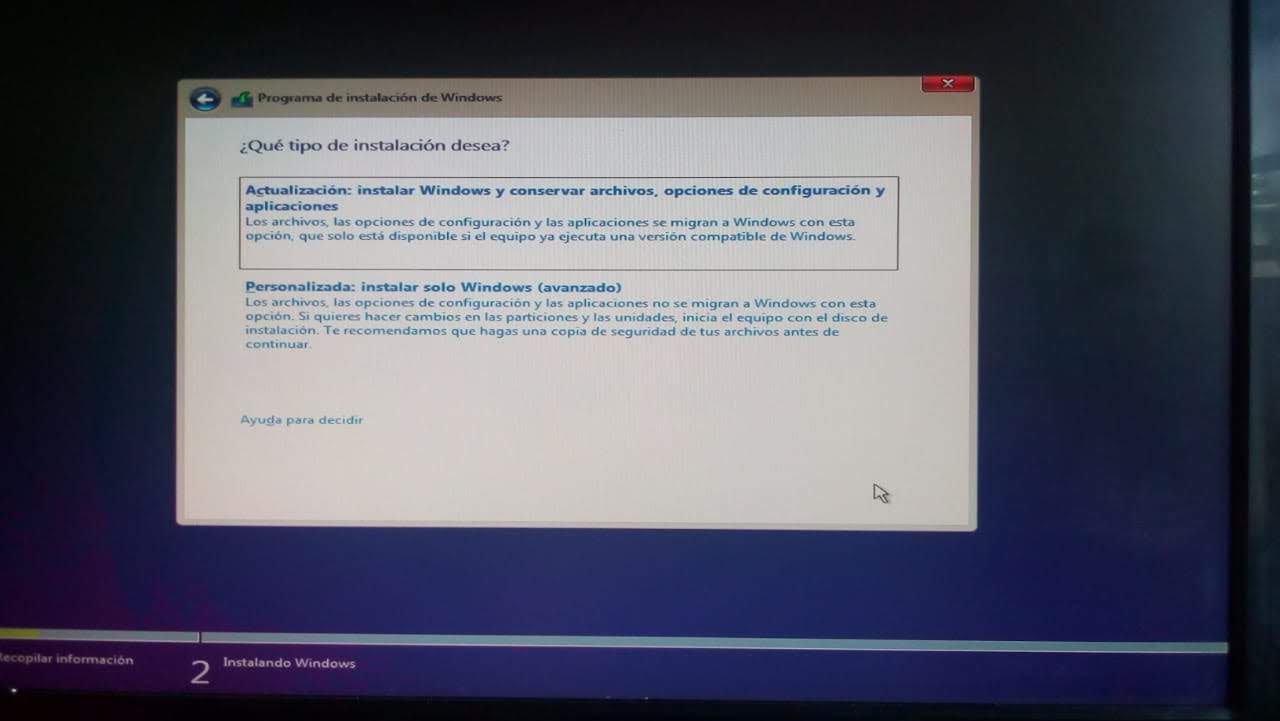 Programa de instalación de Windows
¿Qué tipo de instalación desea?
Actualización: instalar Windows y conservar archivos, opciones de configuración y
aplicaciones
Los archivos, las opciones de configuración y las aplicaciones se migran a Windows con esta
opción, que solo está disponible si el equipo ya ejecuta una versión compatible de Windows.
Personalizada: instalar solo Windows (avanzado)
Los archivos, las opciones de configuración y las aplicaciones no se migran a Windows con esta
opción. Si quieres hacer cambios en las particiones y las unidades, inicia el equipo con el disco de
instalación. Te recomendamos que hagas una copia de seguridad de tus archivos antes de
continuar.
Ayuda para decidir
Recopilar información
2 Instalando Windows